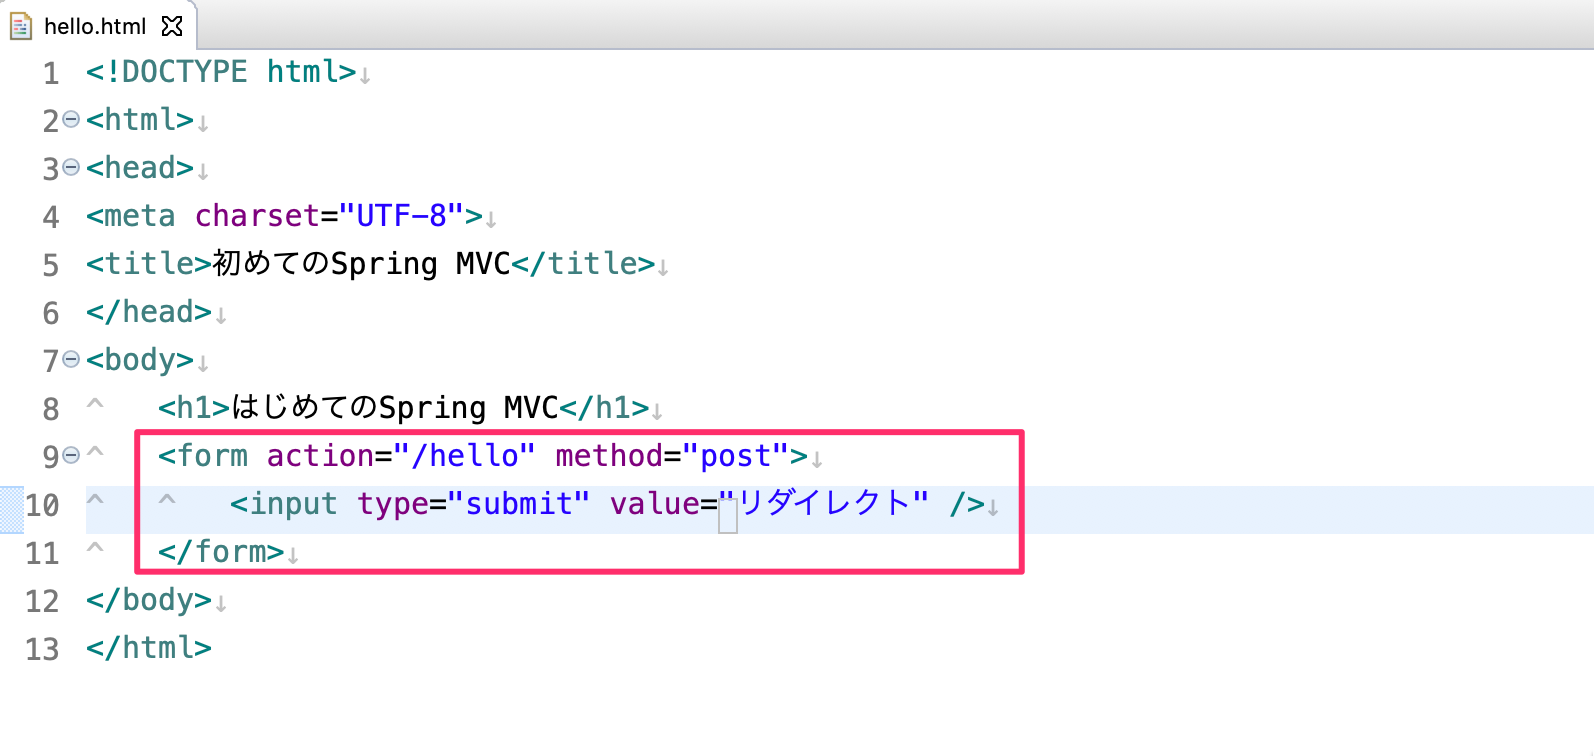 hello.html
1 <!DOCTYPE html>↓
2 <html>↓
3 <head>↓
4 <meta charset="UTF-8">↓
5 <title>初めてのSpring MVC</title>↓
6 </head>↓
7 <body>↓
8 ^ <h1>はじめてのSpring MVC</h1>↓
9 ^ <form action="/hello" method="post">↓
10 ^ ^ <input type="submit" value="リダイレクト" />↓
11 ^ </form>↓
12 </body>↓
13 </html>